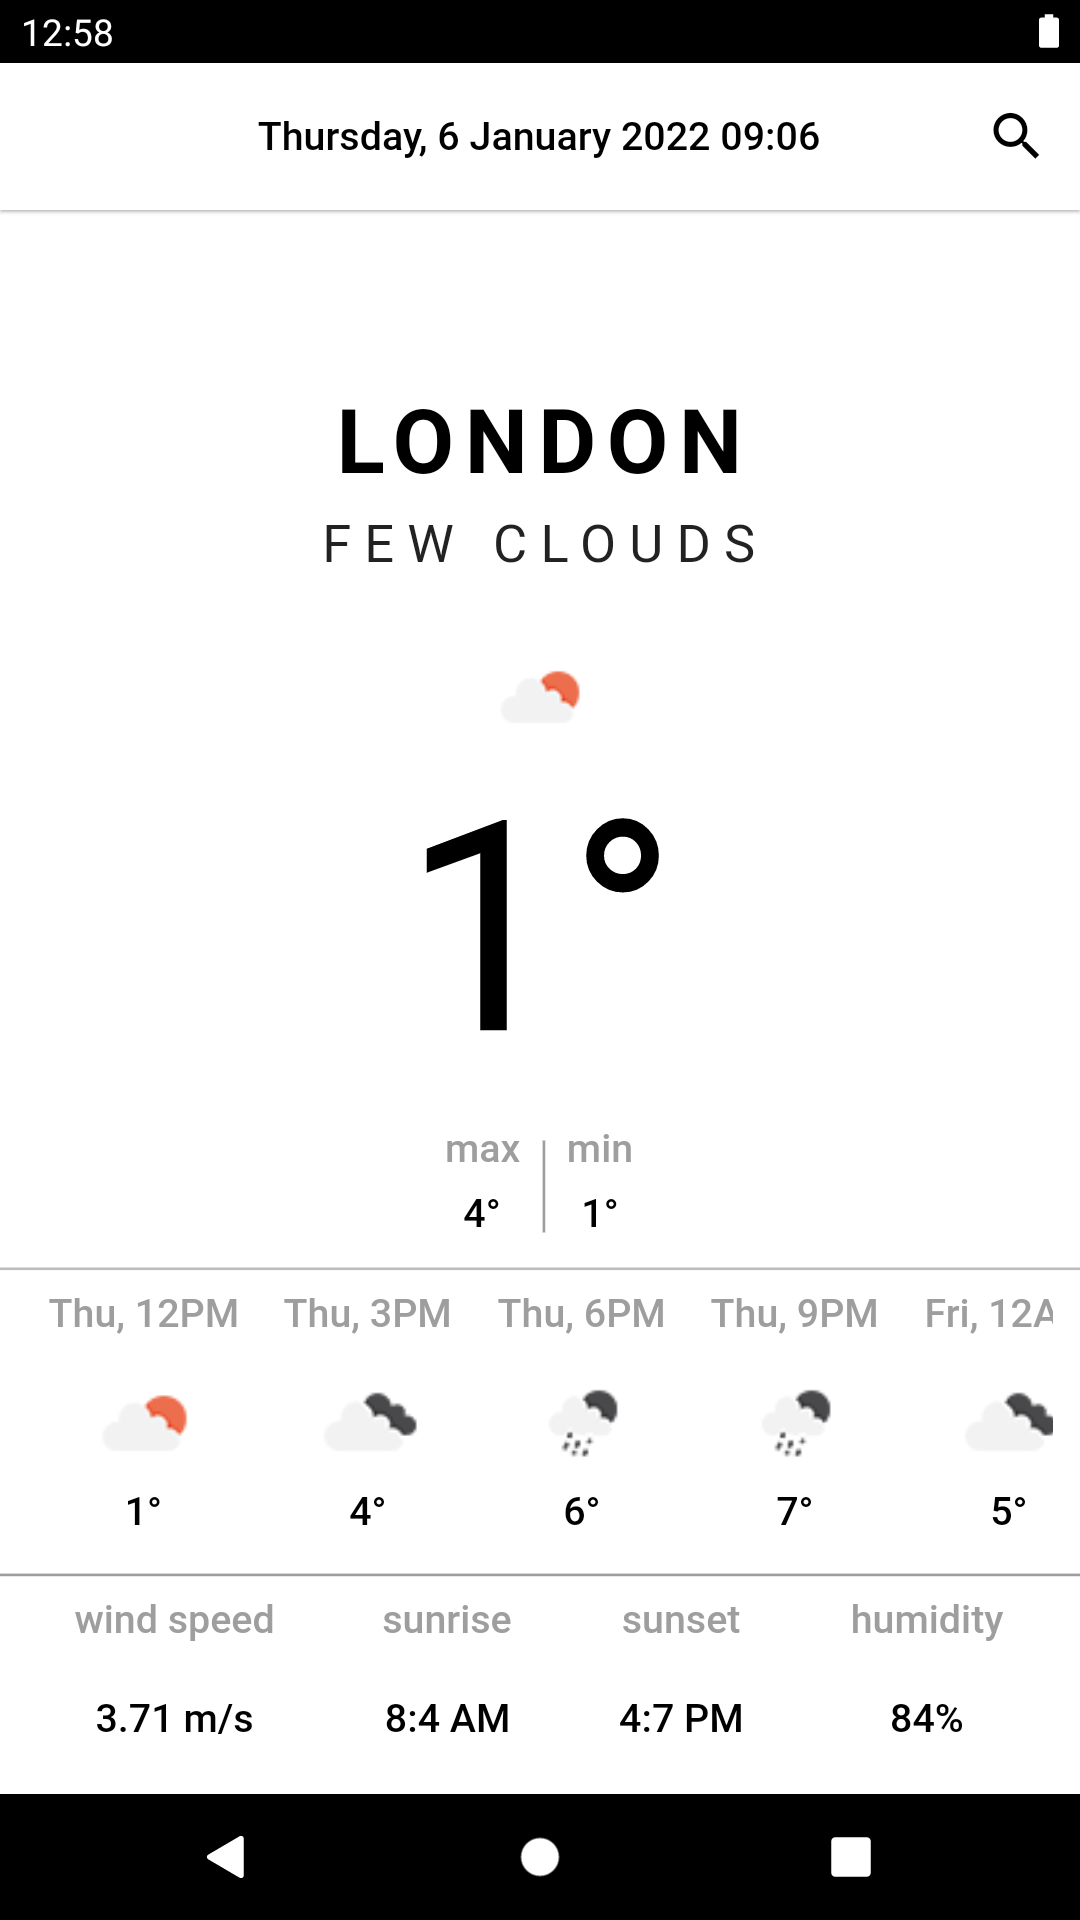 12:58
Thursday, 6 January 2022 09:06
LONDON
FEW CLOUDS
1°
max min
4° 1°
Thu, 12PM Thu, 3PM Thu, 6PM Thu, 9PM Fri, 12A
1° 4° 6° 7° 5°
wind speed sunrise sunset humidity
3.71 m/s 8:4 AM 4:7 PM 84%